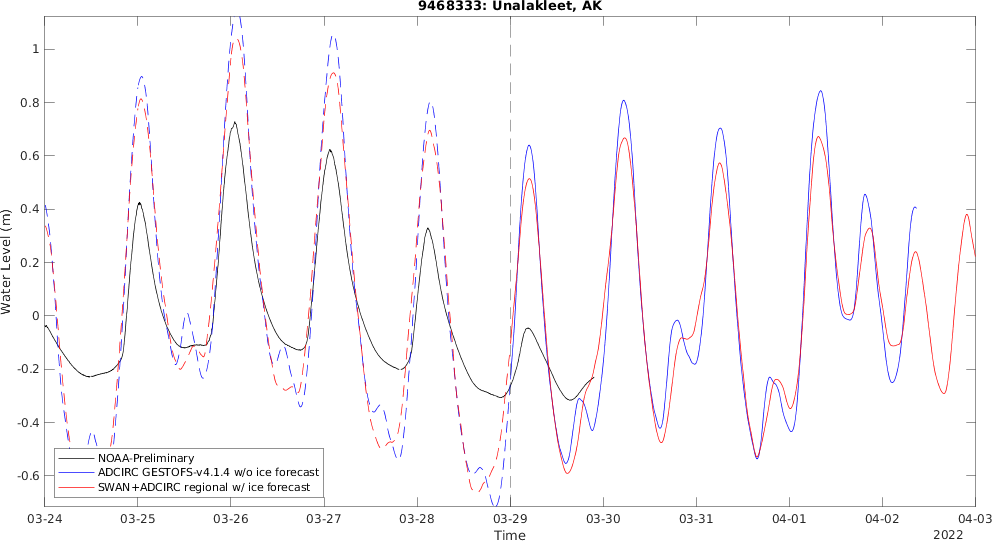 9468333: Unalakleet, AK
Water Level (m)
1
0.8
0.6
0.4
0.2
0
-0.2
-0.4
-0.6
NOAA-Preliminary
ADCIRC GESTOFS-v4.1.4 w/o ice forecast
SWAN+ADCIRC regional w/ ice forecast
03-24 03-25 03-26 03-27 03-28 03-29 03-30 03-31 04-01 04-02 04-03
Time
2022